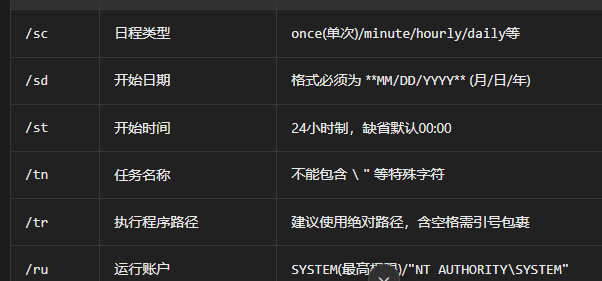 /sc 日程类型 once(单次)/minute/hourly/daily等
/sd 开始日期 格式必须为 **MM/DD/YYYY** (月/日/年)
/st 开始时间 24小时制，缺省默认00:00
/tn 任务名称 不能包含 \ " 等特殊字符
/tr 执行程序路径 建议使用绝对路径，含空格需引号包裹
/ru 运行账户 SYSTEM(最高权限)/"NT AUTHORITY\SYSTEM"